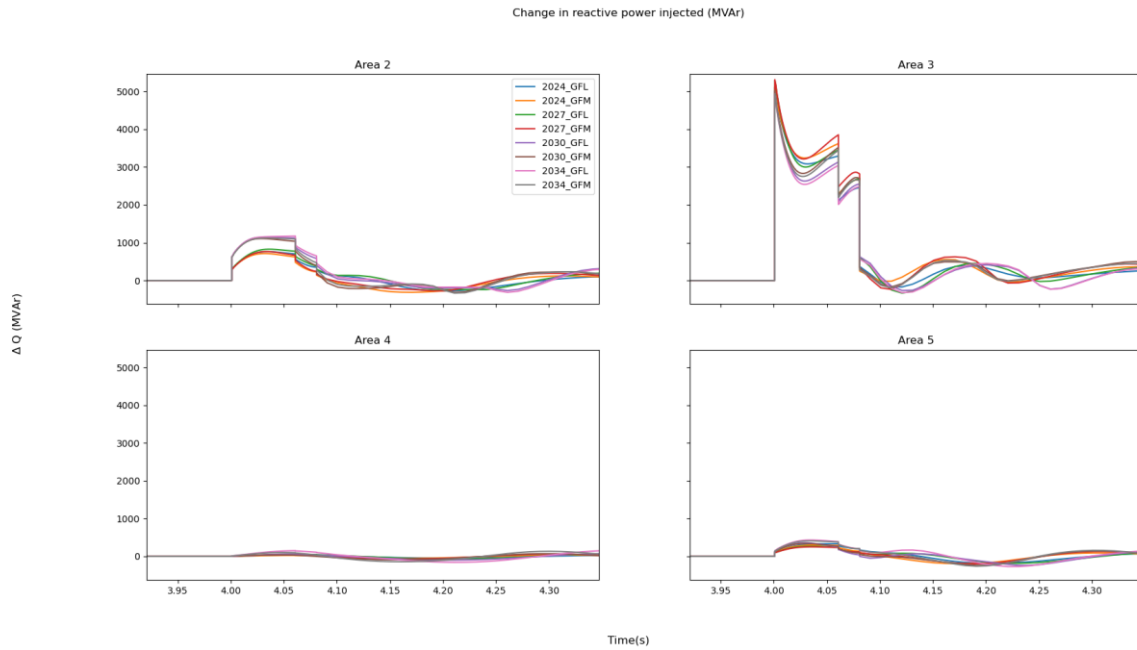 Change in reactive power injected (MVAr)
Area 2
Area 3
5000
4000
3000
2000
1000
0
2024_GFL
2024_GFM
2027_GFL
2027_GFM
2030_GFL
2030_GFM
2034_GFL
2034_GFM
Δ Q (MVAr)
Area 4
Area 5
5000
4000
3000
2000
1000
0
3.95 4.00 4.05 4.10 4.15 4.20 4.25 4.30
3.95 4.00 4.05 4.10 4.15 4.20 4.25 4.30
Time(s)